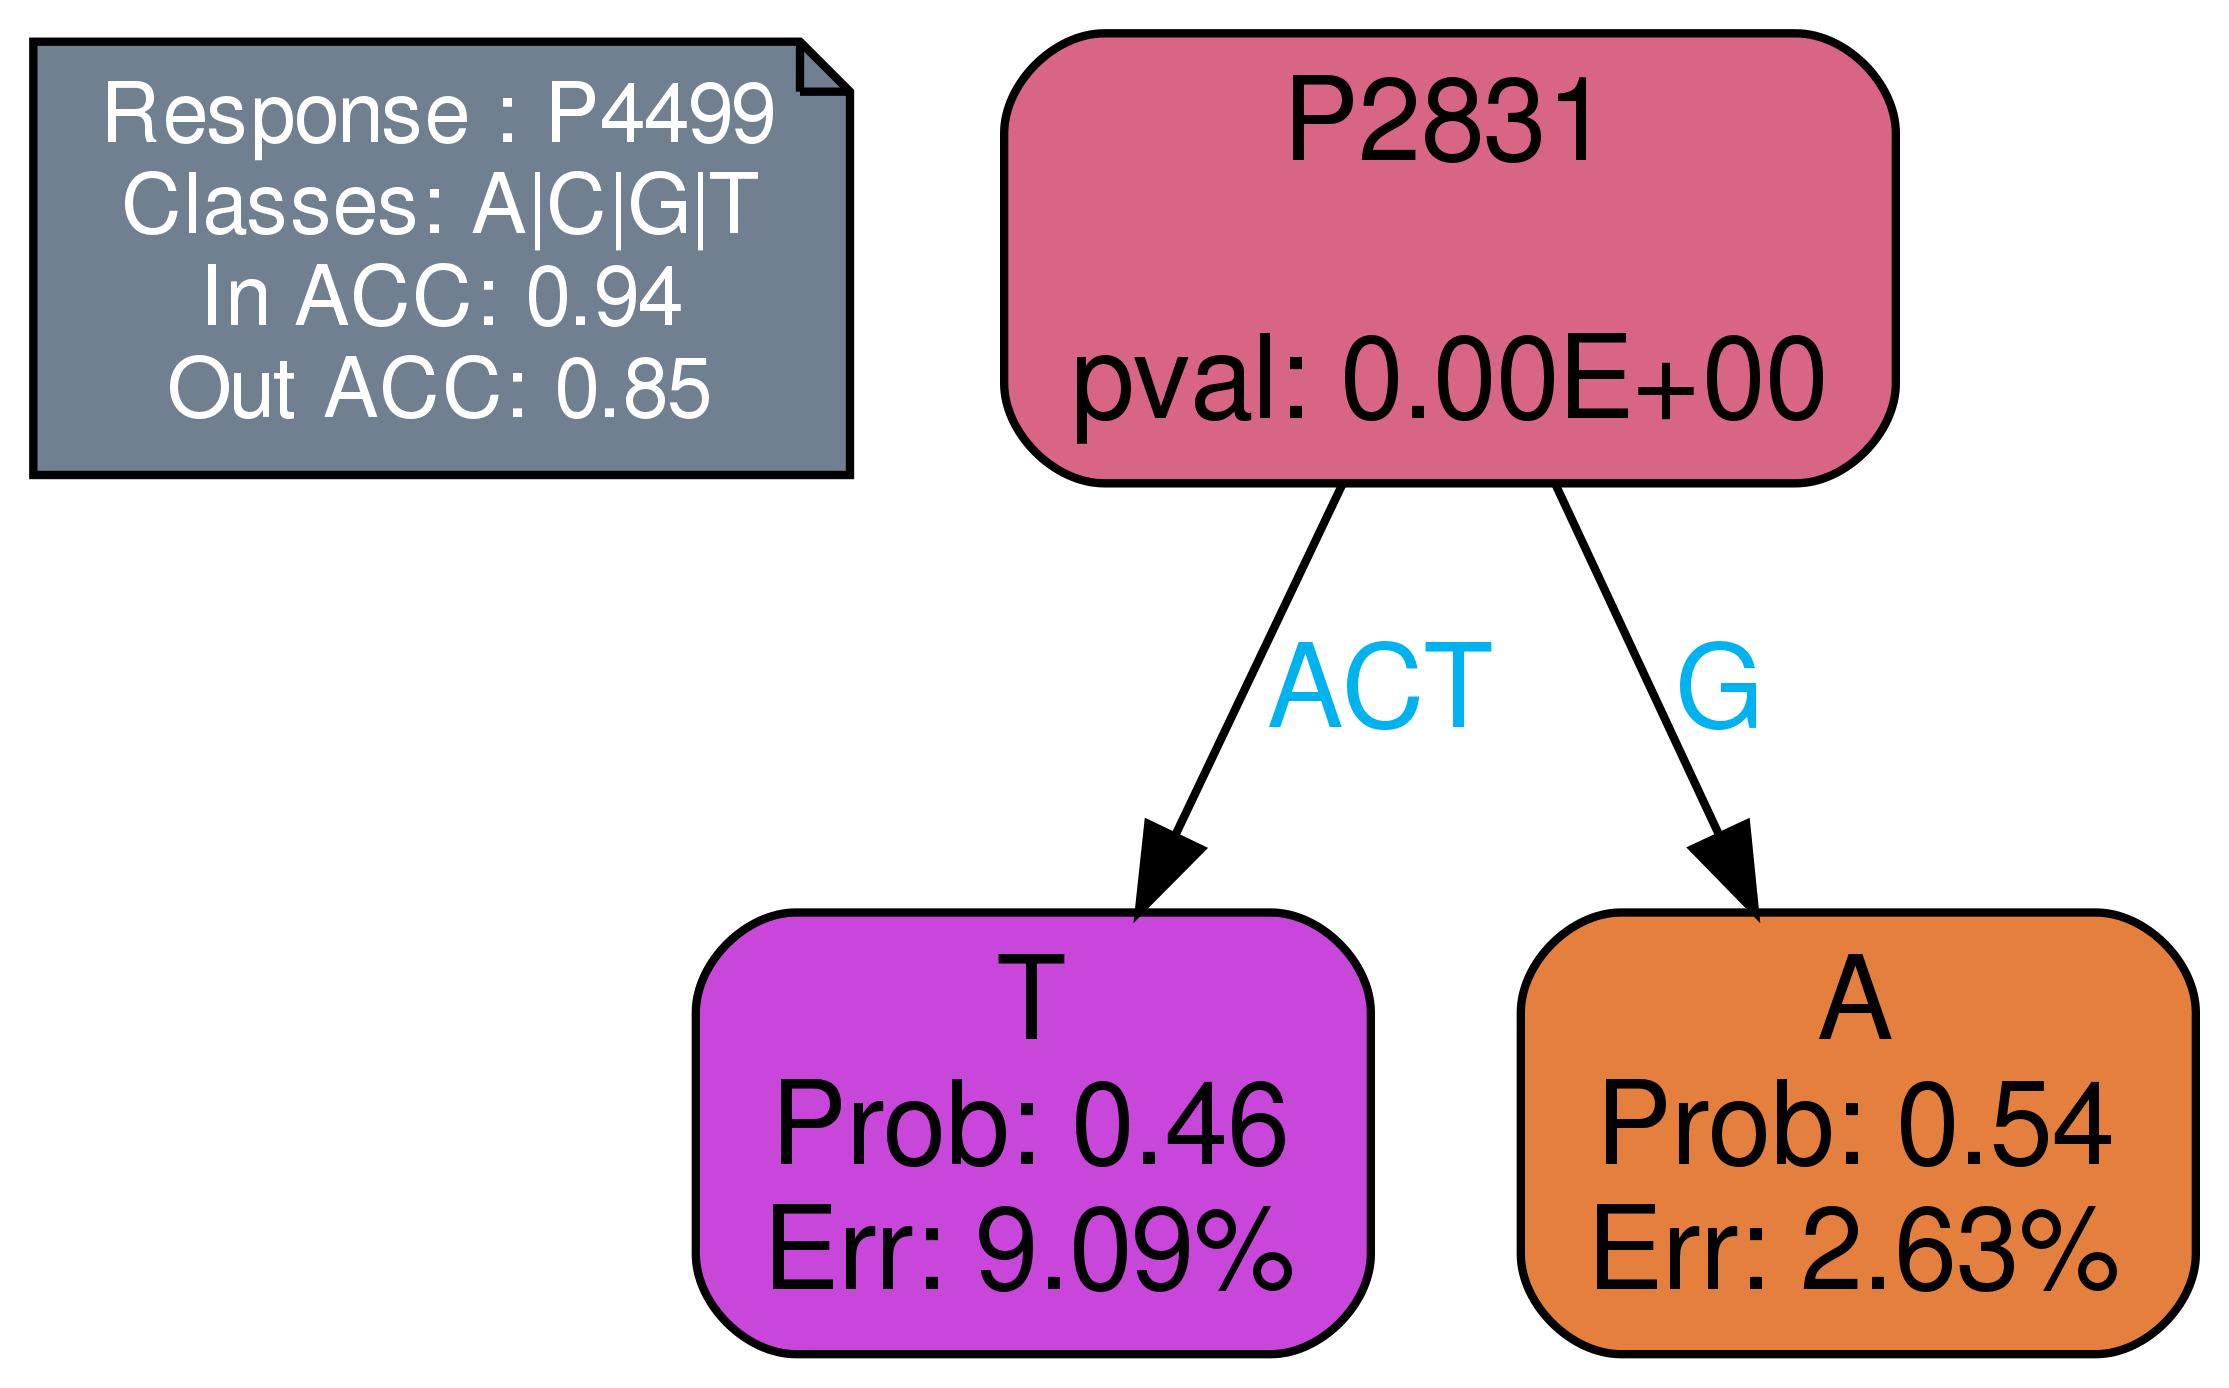 Response : P4499
Classes: A|C|G|T
In ACC: 0.94
Out ACC: 0.85
P2831
pval: 0.00E+00
ACT
G
T
Prob: 0.46
Err: 9.09%
A
Prob: 0.54
Err: 2.63%